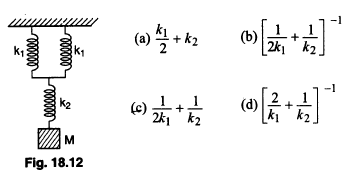 k₁ k₁
k₂
M
Fig. 18.12
(a) k₁/2 + k₂ (b) [1/2k₁ + 1/k₂]⁻¹
(c) 1/2k₁ + 1/k₂ (d) [2/k₁ + 1/k₂]⁻¹